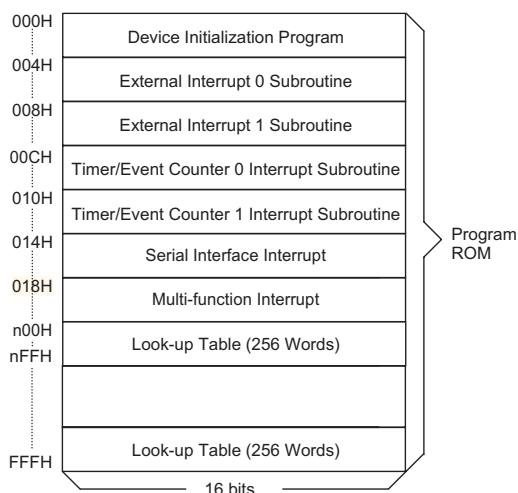 000H
Device Initialization Program
004H
External Interrupt 0 Subroutine
008H
External Interrupt 1 Subroutine
00CH
Timer/Event Counter 0 Interrupt Subroutine
010H
Timer/Event Counter 1 Interrupt Subroutine
014H
Serial Interface Interrupt
018H
Multi-function Interrupt
n00H
Look-up Table (256 Words)
nFFH
Look-up Table (256 Words)
FFFH
16 bits
Program
ROM